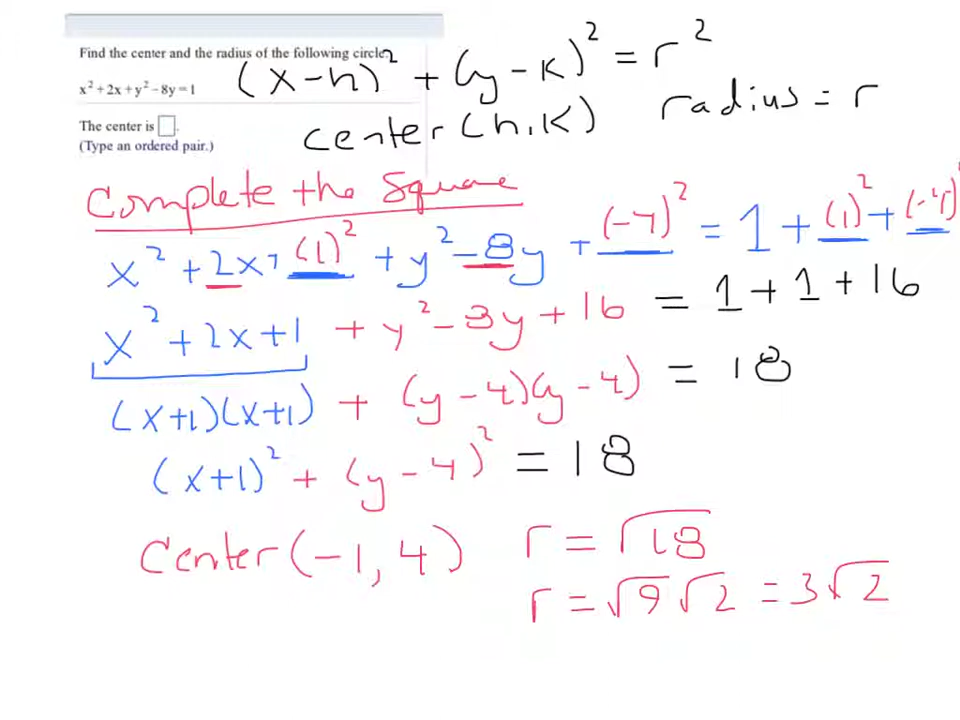 Find the center and the radius of the following circle.
(x-h)² + (y-k)² = r²
x²+2x+y²-8y=1
The center is
(Type an ordered pair.)
center (h,k) radius = r
Complete the Square
x² + 2x + (1)² + y² - 8y + (-4)² = 1 + (1)² + (-4)²
x² + 2x + 1 + y² - 8y + 16 = 1 + 1 + 16
(x+1)(x+1) + (y-4)(y-4) = 18
(x+1)² + (y-4)² = 18
Center (-1, 4) r = √18
r = √9 √2 = 3√2